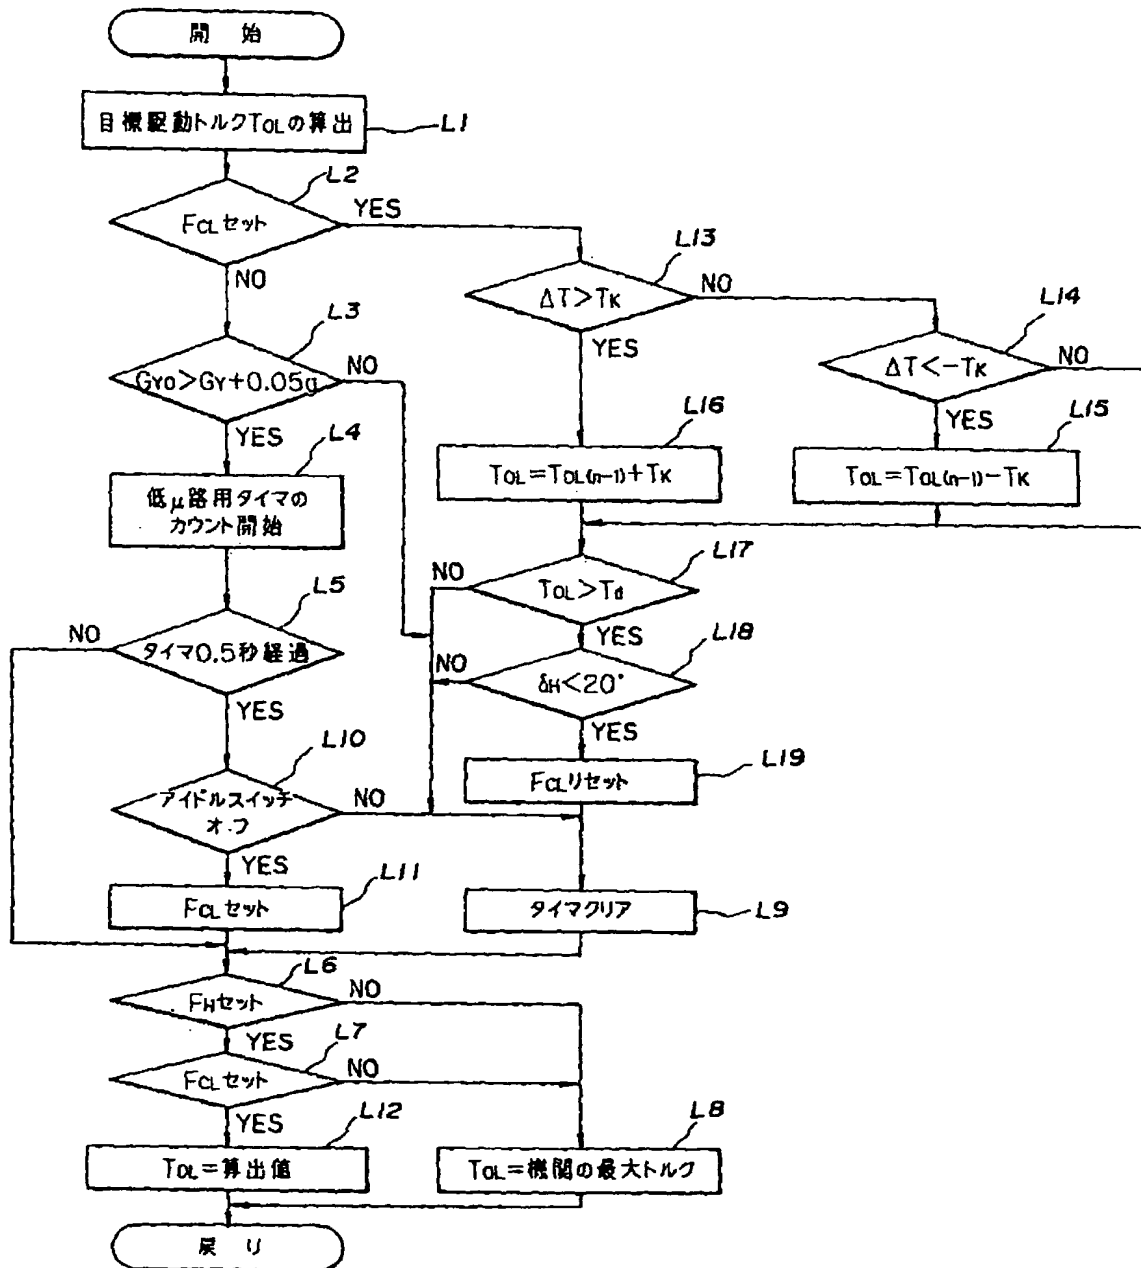 開始
目標駆動トルクTOLの算出
L1
L2
FCLセット
YES
NO
L13
ΔT>TK
NO
YES
L14
ΔT<-TK
NO
YES
L3
GYO>GY+0.05g
NO
YES
L4
低μ路用タイマの
カウント開始
L16
TOL=TOL(n-1)+TK
L15
TOL=TOL(n-1)-TK
L5
タイマ0.5秒経過
NO
YES
L17
TOL>Td
NO
YES
L18
δH<20°
NO
YES
L10
アイドルスイッチ
オフ
NO
YES
L19
FCLリセット
L11
FCLセット
タイマクリア
L9
L6
FHセット
NO
YES
L7
FCLセット
NO
YES
L12
TOL=算出値
L8
TOL=機関の最大トルク
戻り